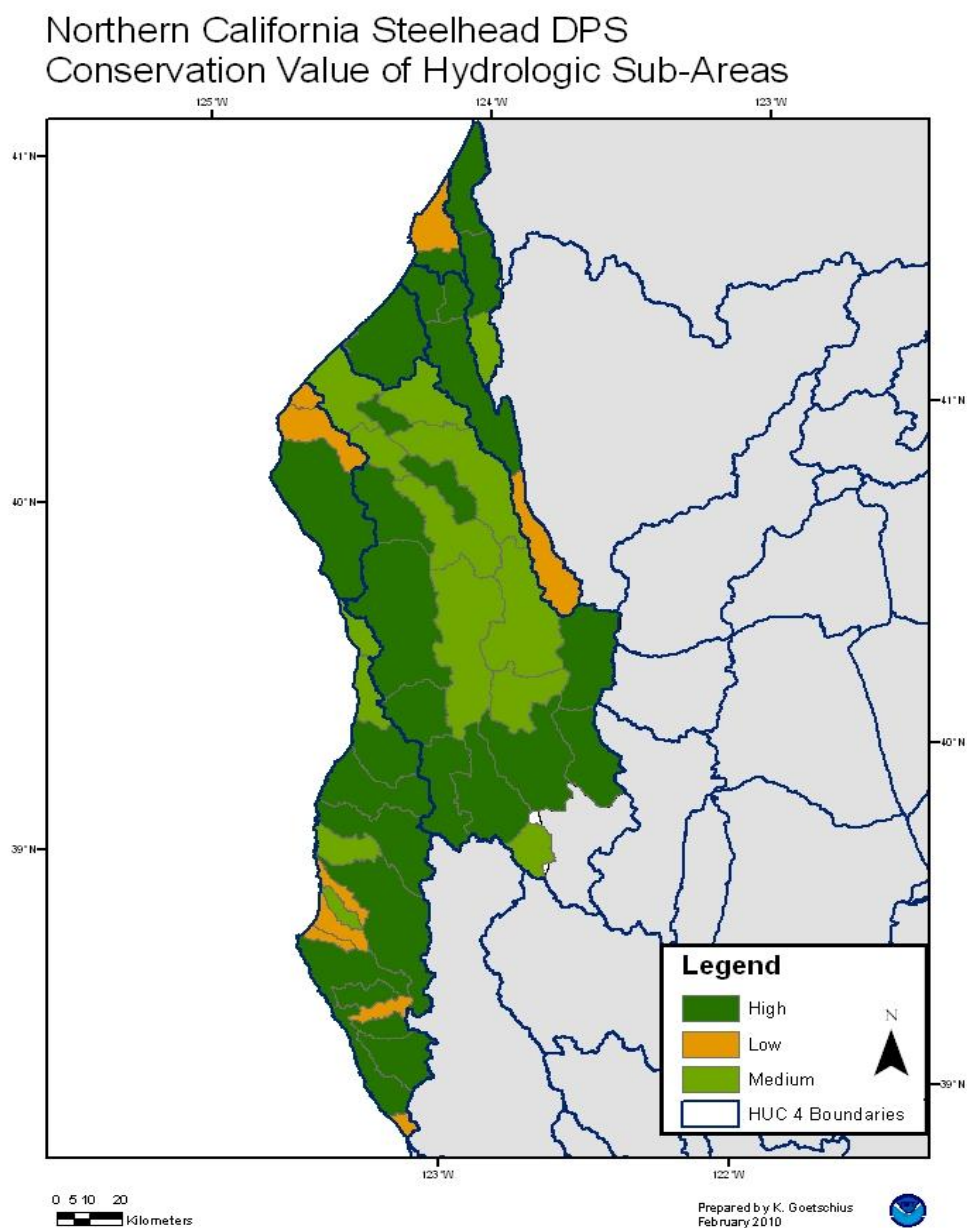 Northern California Steelhead DPS
Conservation Value of Hydrologic Sub-Areas
125°W
124°W
123°W
41°N
41°N
40°N
40°N
39°N
39°N
Legend
High
Low
Medium
HUC 4 Boundaries
N
123°W
122°W
0 5 10 20
Kilometers
Prepared by K. Goetschius
February 2010